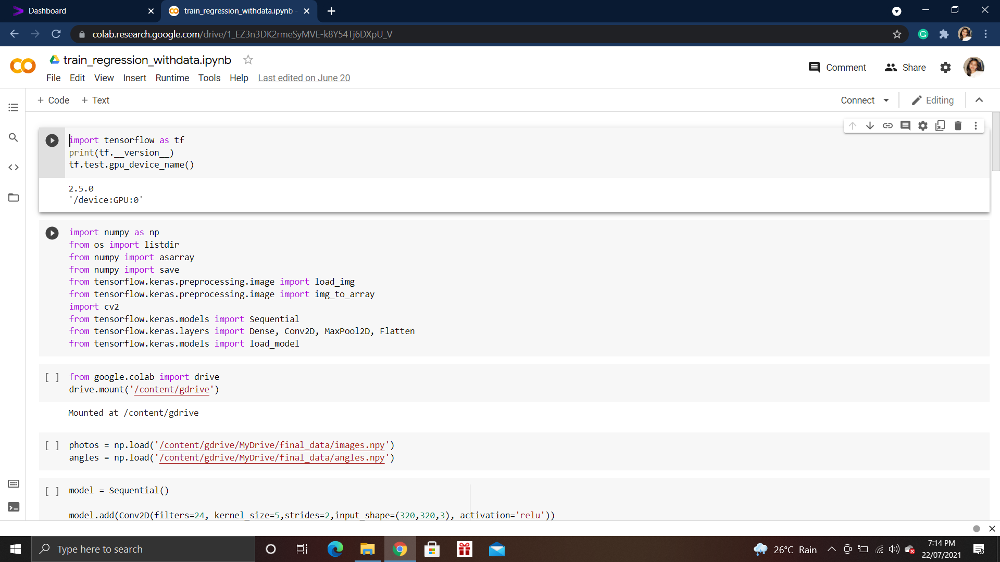 Dashboard
train_regression_withdata.ipynb
colab.research.google.com/drive/1_EZ3n3DK2rmeSyMVE-k8Y54Tj6DXpU_V
train_regression_withdata.ipynb
Comment
Share
File Edit View Insert Runtime Tools Help Last edited on June 20
+ Code + Text
Connect
Editing
import tensorflow as tf
print(tf.__version__)
tf.test.gpu_device_name()
2.5.0
'/device:GPU:0'
import numpy as np
from os import listdir
from numpy import asarray
from numpy import save
from tensorflow.keras.preprocessing.image import load_img
from tensorflow.keras.preprocessing.image import img_to_array
import cv2
from tensorflow.keras.models import Sequential
from tensorflow.keras.layers import Dense, Conv2D, MaxPool2D, Flatten
from tensorflow.keras.models import load_model
[ ] from google.colab import drive
drive.mount('/content/gdrive')
Mounted at /content/gdrive
[ ] photos = np.load('/content/gdrive/MyDrive/final_data/images.npy')
angles = np.load('/content/gdrive/MyDrive/final_data/angles.npy')
[ ] model = Sequential()
model.add(Conv2D(filters=24, kernel_size=5,strides=2,input_shape=(320,320,3), activation='relu'))
Type here to search
26°C Rain
7:14 PM
22/07/2021